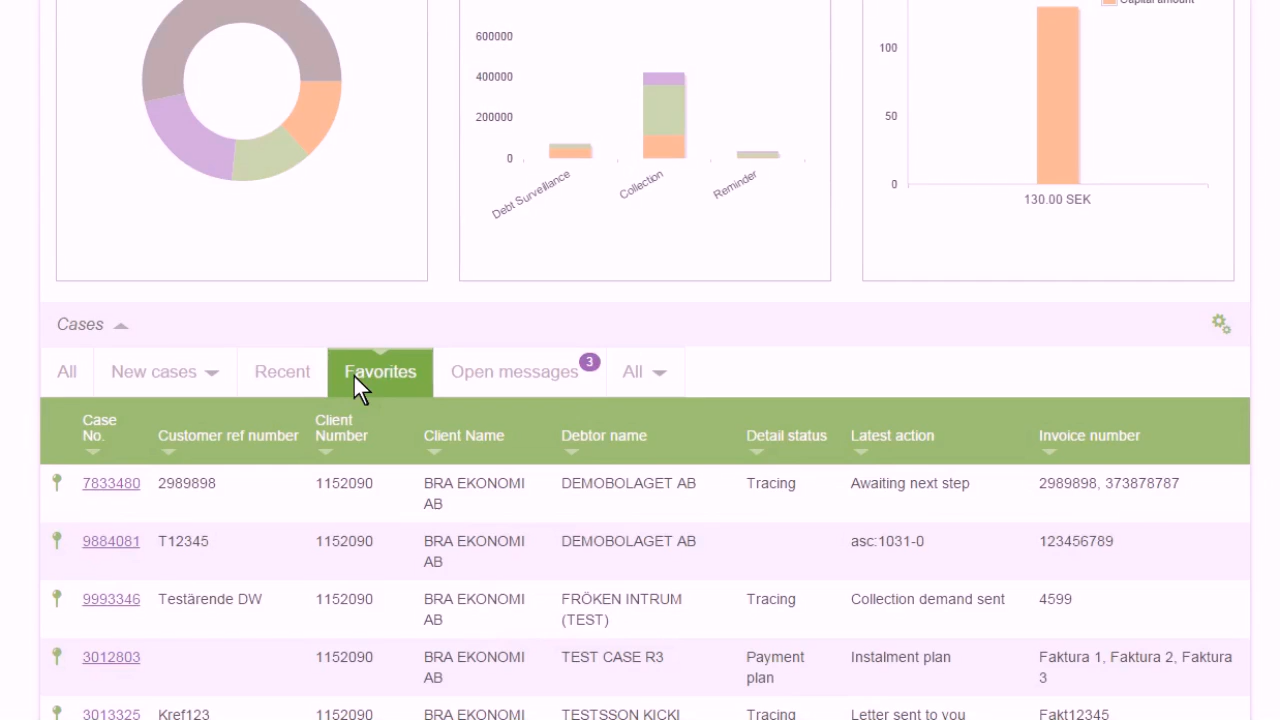 Capital amount
600000
400000
200000
0
Debt Surveillance
Collection
Reminder
100
50
0
130.00 SEK
Cases
All New cases Recent Favorites Open messages 3 All
Case No. Customer ref number Client Number Client Name Debtor name Detail status Latest action Invoice number
7833480 2989898 1152090 BRA EKONOMI DEMOBOLAGET AB Tracing Awaiting next step 2989898, 373878787
AB
9884081 T12345 1152090 BRA EKONOMI DEMOBOLAGET AB asc:1031-0 123456789
AB
9993346 Testärende DW 1152090 BRA EKONOMI FRÖKEN INTRUM Tracing Collection demand sent 4599
AB (TEST)
3012803 1152090 BRA EKONOMI TEST CASE R3 Payment Instalment plan Faktura 1, Faktura 2, Faktura
AB plan 3
3013325 Kref123 1152090 BRA EKONOMI TESTSSON KICKI Tracing Letter sent to you Fakt12345